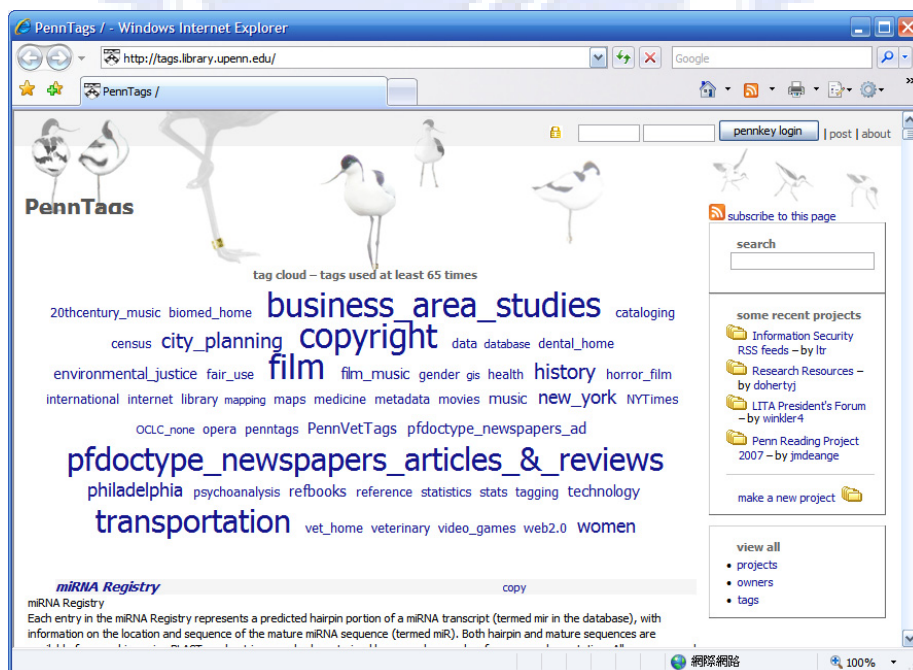 PennTags / - Windows Internet Explorer
http://tags.library.upenn.edu/
Google
PennTags /
pennkey login | post | about
PennTags
subscribe to this page
search
tag cloud – tags used at least 65 times
20thcentury_music biomed_home business_area_studies cataloging
census city_planning copyright data database dental_home
environmental_justice fair_use film film_music gender gis health history horror_film
international internet library mapping maps medicine metadata movies music new_york NYTimes
OCLC_none opera penntags PennVetTags pfdoctype_newspapers_ad
pfdoctype_newspapers_articles_&_reviews
philadelphia psychoanalysis refbooks reference statistics stats tagging technology
transportation vet_home veterinary video_games web2.0 women
some recent projects
Information Security
RSS feeds – by ltr
Research Resources –
by dohertyj
LITA President's Forum
– by winkler4
Penn Reading Project
2007 – by jmdeange
make a new project
view all
• projects
• owners
• tags
miRNA Registry copy
miRNA Registry
Each entry in the miRNA Registry represents a predicted hairpin portion of a miRNA transcript (termed mir in the database), with
information on the location and sequence of the mature miRNA sequence (termed miR). Both hairpin and mature sequences are
網際網路
100%